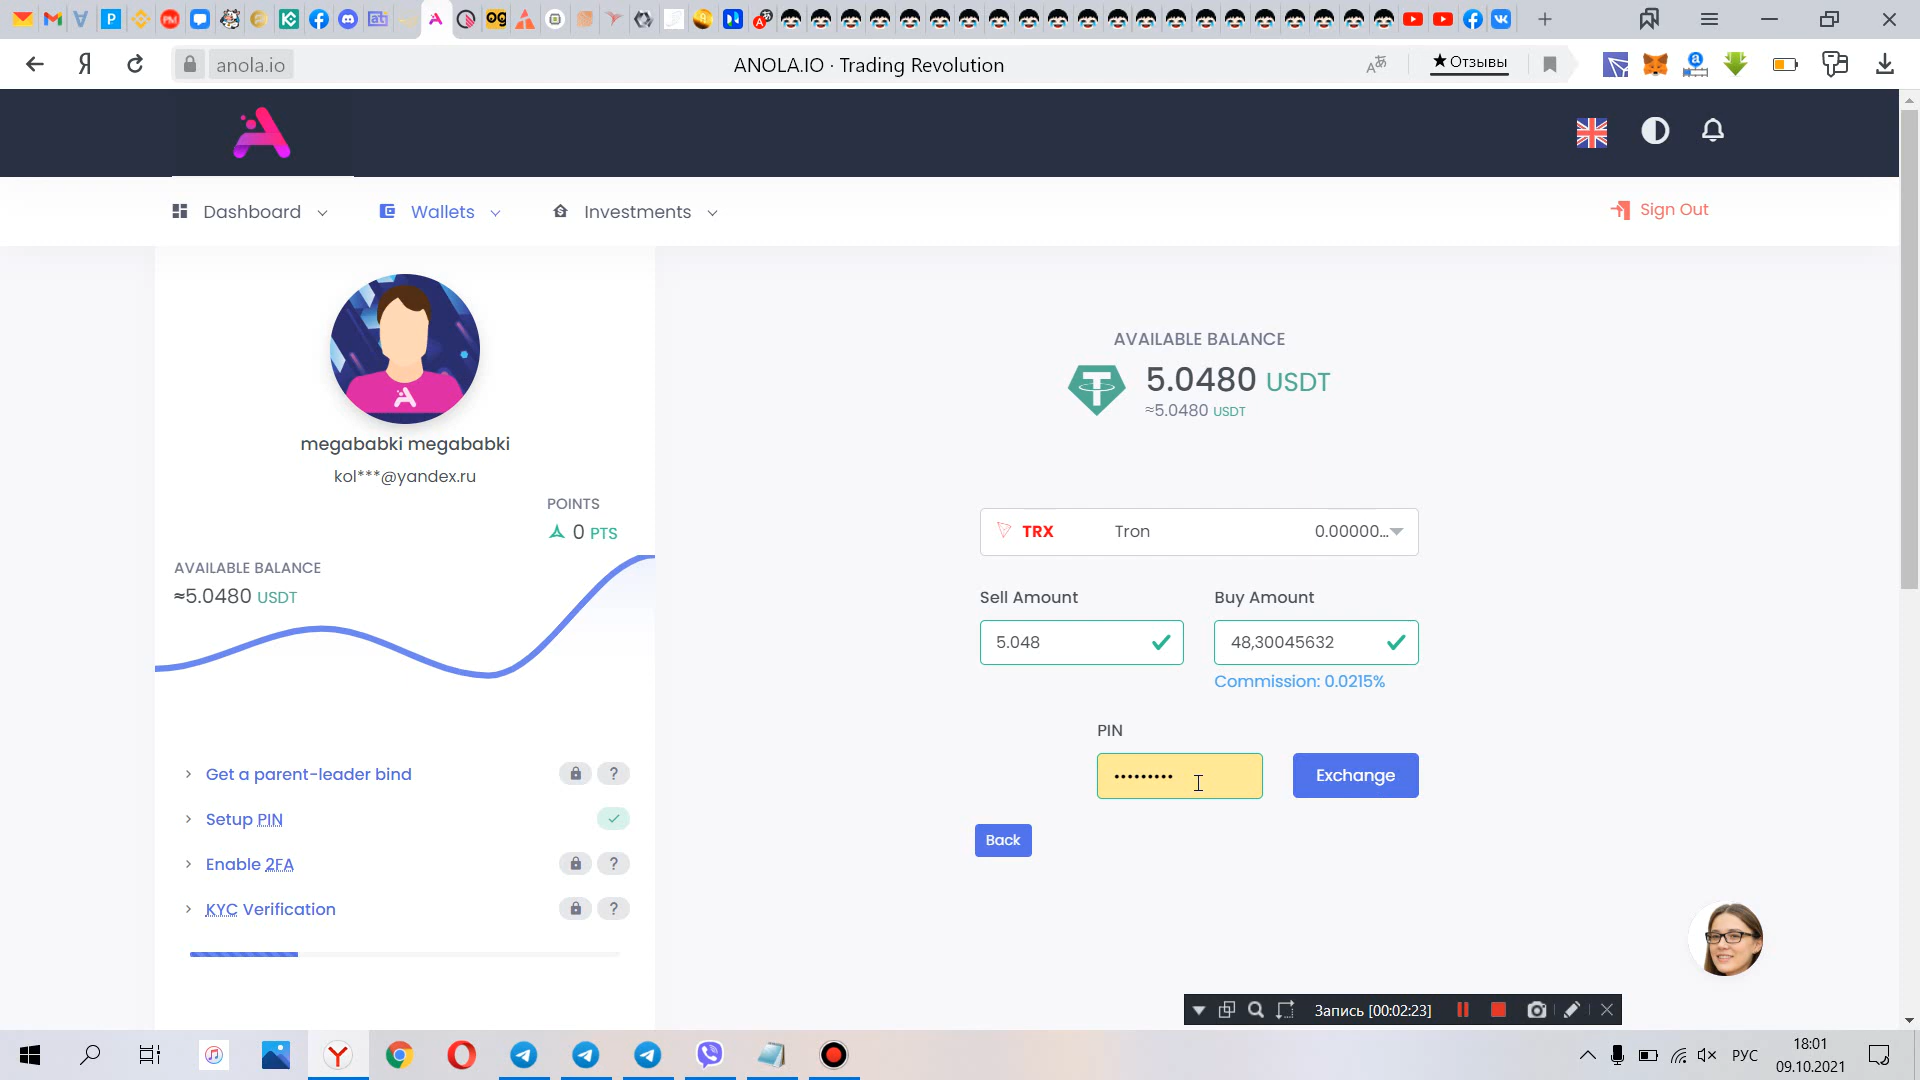 anola.io
ANOLA.IO · Trading Revolution
★Отзывы
Dashboard
Wallets
Investments
Sign Out
megababki megababki
kol***@yandex.ru
POINTS
0 PTS
AVAILABLE BALANCE
≈5.0480 USDT
Get a parent-leader bind
?
Setup PIN
Enable 2FA
?
KYC Verification
?
AVAILABLE BALANCE
5.0480 USDT
≈5.0480 USDT
TRX Tron 0.00000...
Sell Amount Buy Amount
5.048 48,30045632
Commission: 0.0215%
PIN
•••••••••
Exchange
Back
Запись [00:02:23]
РУС
18:01
09.10.2021